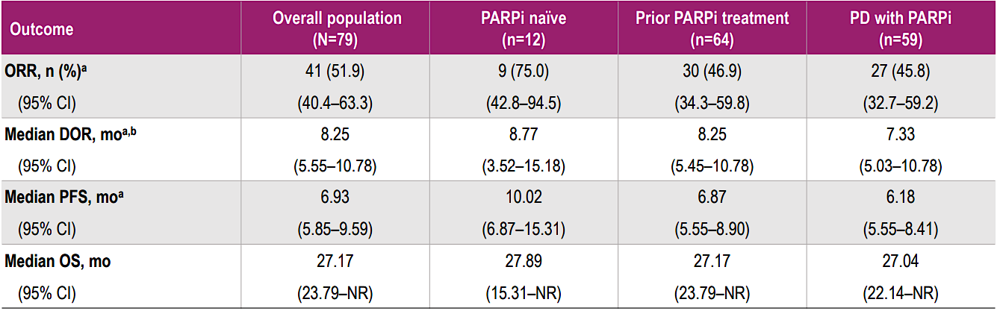 Outcome Overall population (N=79) PARPi naïve (n=12) Prior PARPi treatment (n=64) PD with PARPi (n=59)
ORR, n (%)ᵃ 41 (51.9) 9 (75.0) 30 (46.9) 27 (45.8)
(95% CI) (40.4–63.3) (42.8–94.5) (34.3–59.8) (32.7–59.2)
Median DOR, moᵃ,ᵇ 8.25 8.77 8.25 7.33
(95% CI) (5.55–10.78) (3.52–15.18) (5.45–10.78) (5.03–10.78)
Median PFS, moᵃ 6.93 10.02 6.87 6.18
(95% CI) (5.85–9.59) (6.87–15.31) (5.55–8.90) (5.55–8.41)
Median OS, mo 27.17 27.89 27.17 27.04
(95% CI) (23.79–NR) (15.31–NR) (23.79–NR) (22.14–NR)